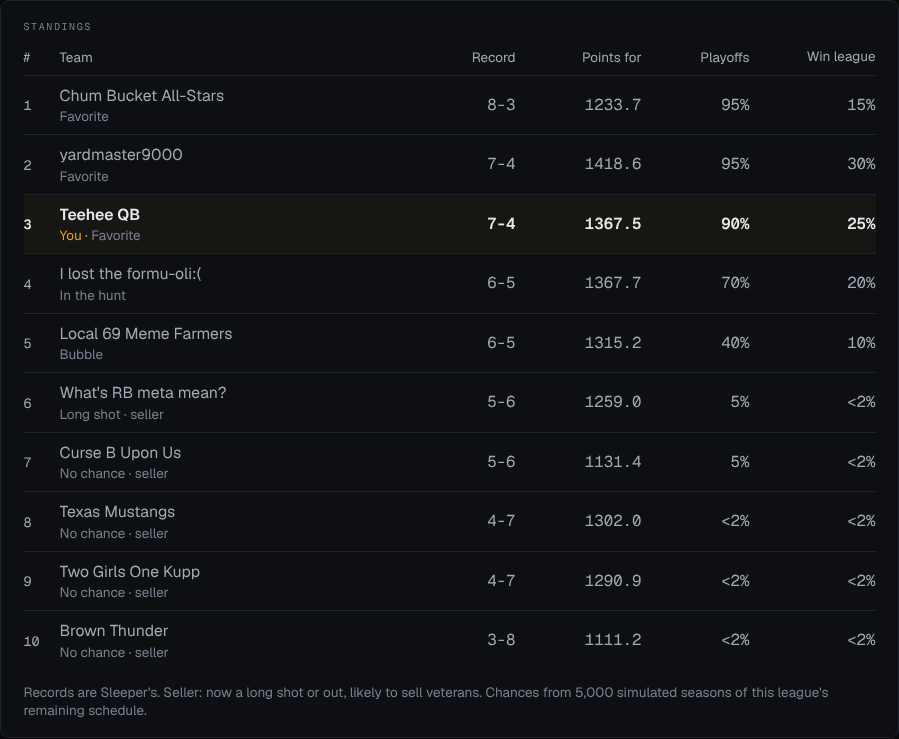 STANDINGS
# Team Record Points for Playoffs Win league
1 Chum Bucket All-Stars 8-3 1233.7 95% 15%
Favorite
2 yardmaster9000 7-4 1418.6 95% 30%
Favorite
3 Teehee QB 7-4 1367.5 90% 25%
You · Favorite
4 I lost the formu-oli:( 6-5 1367.7 70% 20%
In the hunt
5 Local 69 Meme Farmers 6-5 1315.2 40% 10%
Bubble
6 What's RB meta mean? 5-6 1259.0 5% <2%
Long shot · seller
7 Curse B Upon Us 5-6 1131.4 5% <2%
No chance · seller
8 Texas Mustangs 4-7 1302.0 <2% <2%
No chance · seller
9 Two Girls One Kupp 4-7 1290.9 <2% <2%
No chance · seller
10 Brown Thunder 3-8 1111.2 <2% <2%
No chance · seller
Records are Sleeper's. Seller: now a long shot or out, likely to sell veterans. Chances from 5,000 simulated seasons of this league's
remaining schedule.